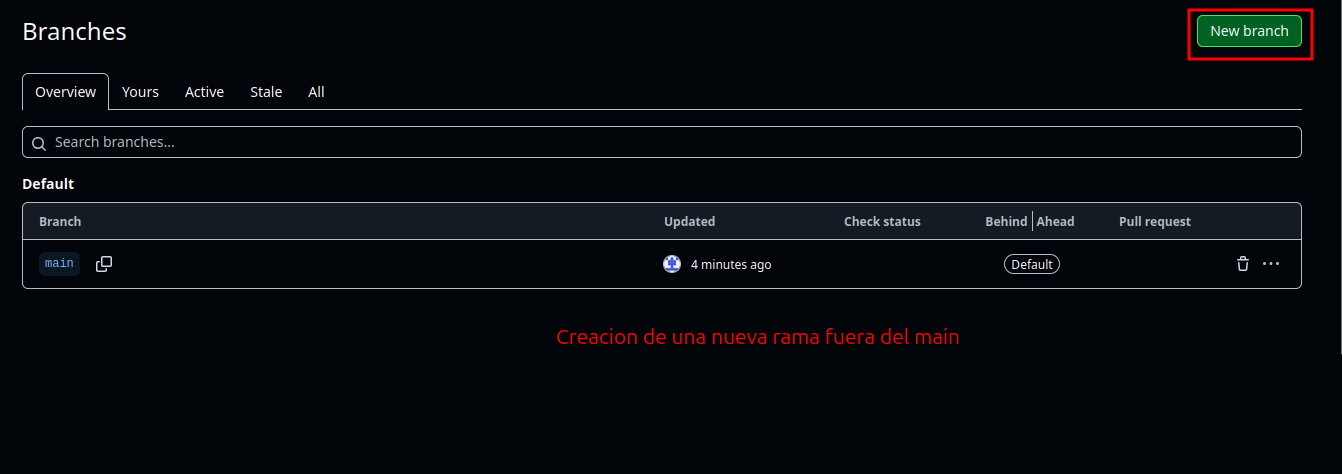 Branches
New branch
Overview Yours Active Stale All
Search branches...
Default
Branch Updated Check status Behind Ahead Pull request
main 4 minutes ago Default
Creacion de una nueva rama fuera del main